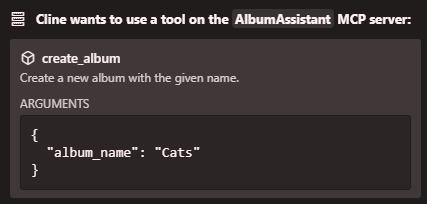 Cline wants to use a tool on the AlbumAssistant MCP server:
create_album
Create a new album with the given name.
ARGUMENTS
{
  "album_name": "Cats"
}